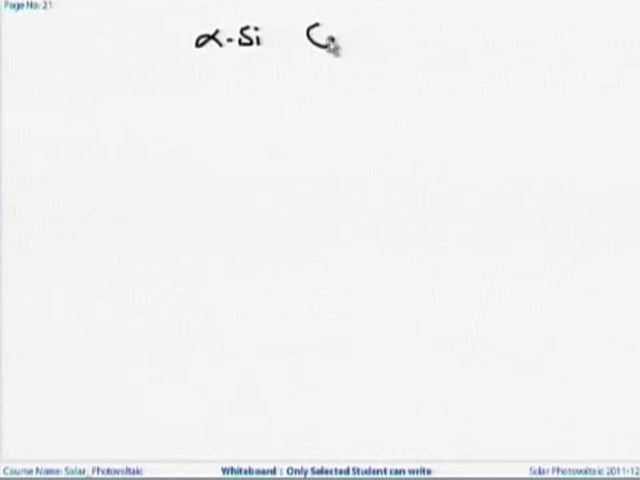 Page No: 21
α-Si C
Course Name: Solar_Photovoltaic
Whiteboard : Only Selected Student can write
Solar Photovoltaic 2011-12